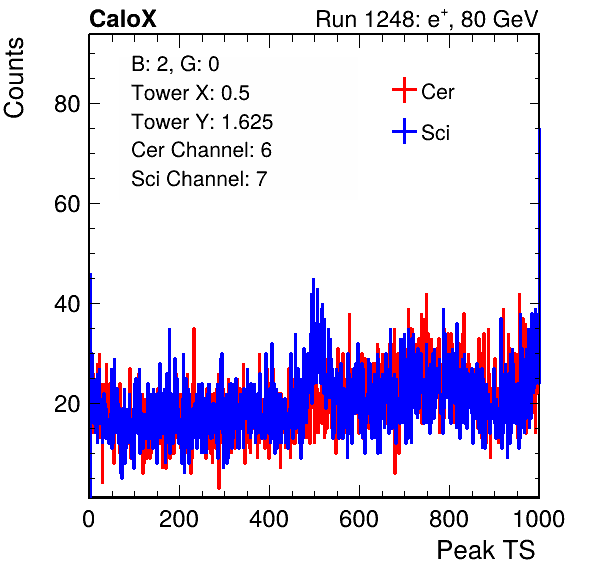 CaloX
Run 1248: e+, 80 GeV
Counts
B: 2, G: 0
Tower X: 0.5
Tower Y: 1.625
Cer Channel: 6
Sci Channel: 7
Cer
Sci
80
60
40
20
0 200 400 600 800 1000
Peak TS